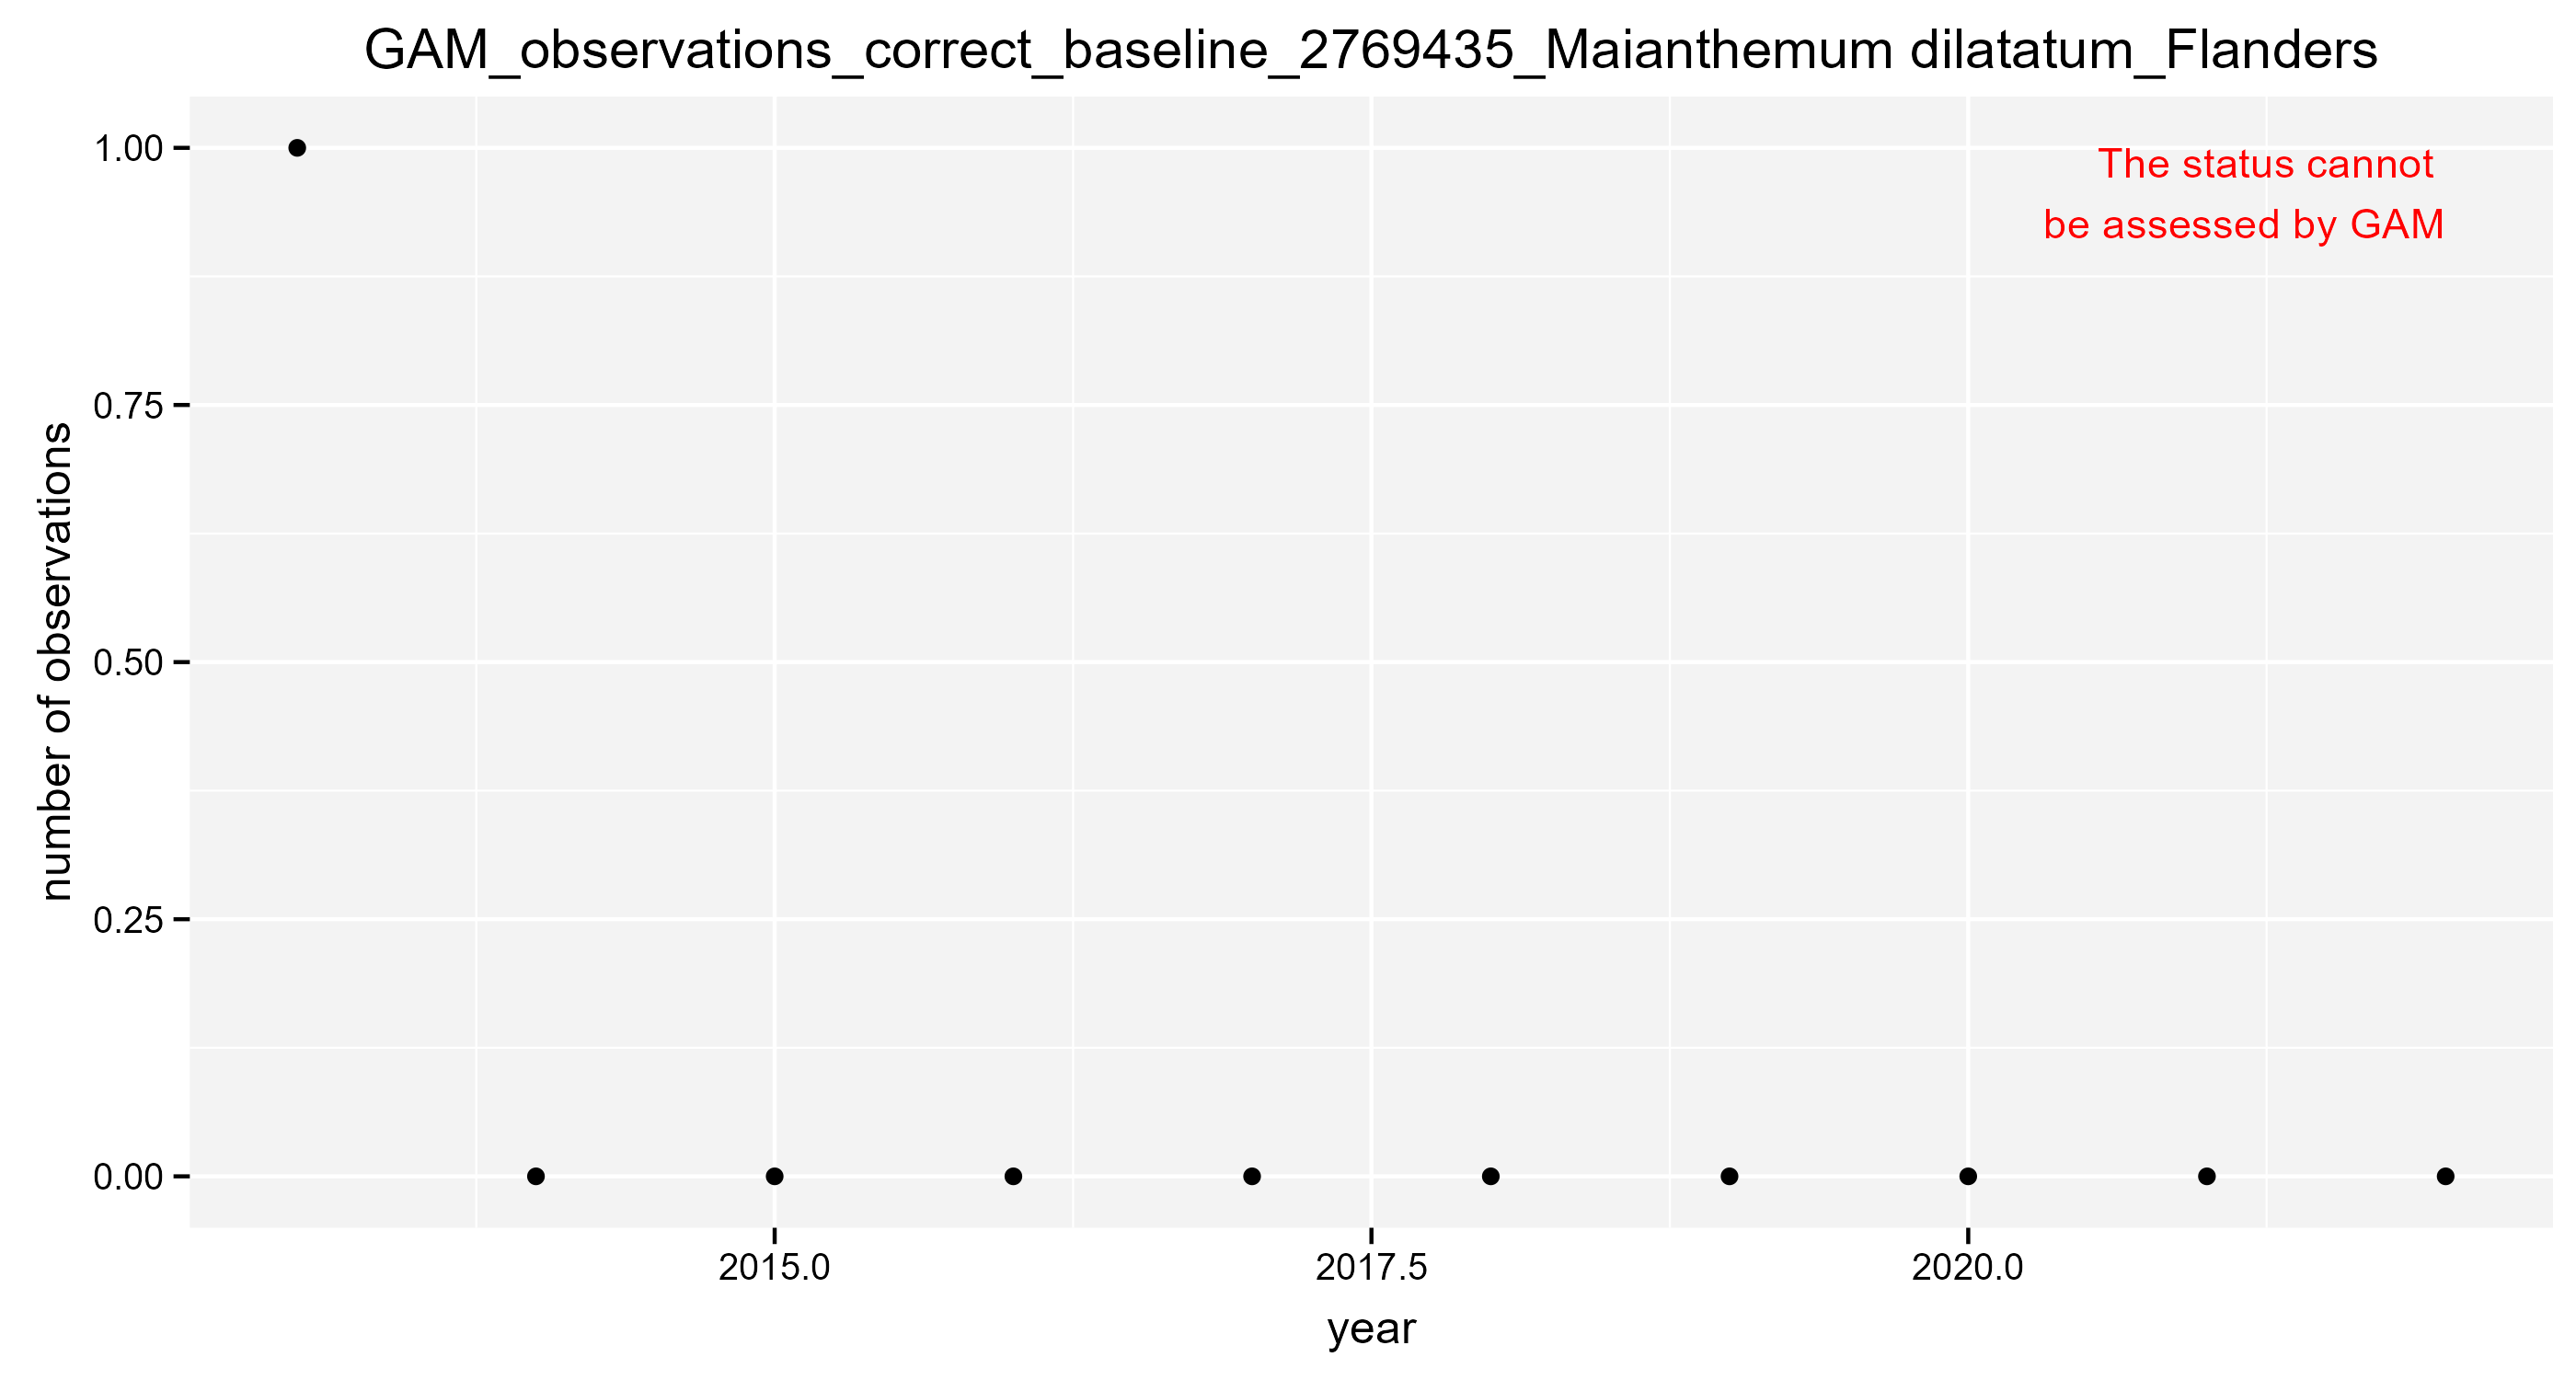 GAM_observations_correct_baseline_2769435_Maianthemum dilatatum_Flanders
The status cannot
be assessed by GAM
number of observations
1.00
0.75
0.50
0.25
0.00
2015.0
2017.5
2020.0
year